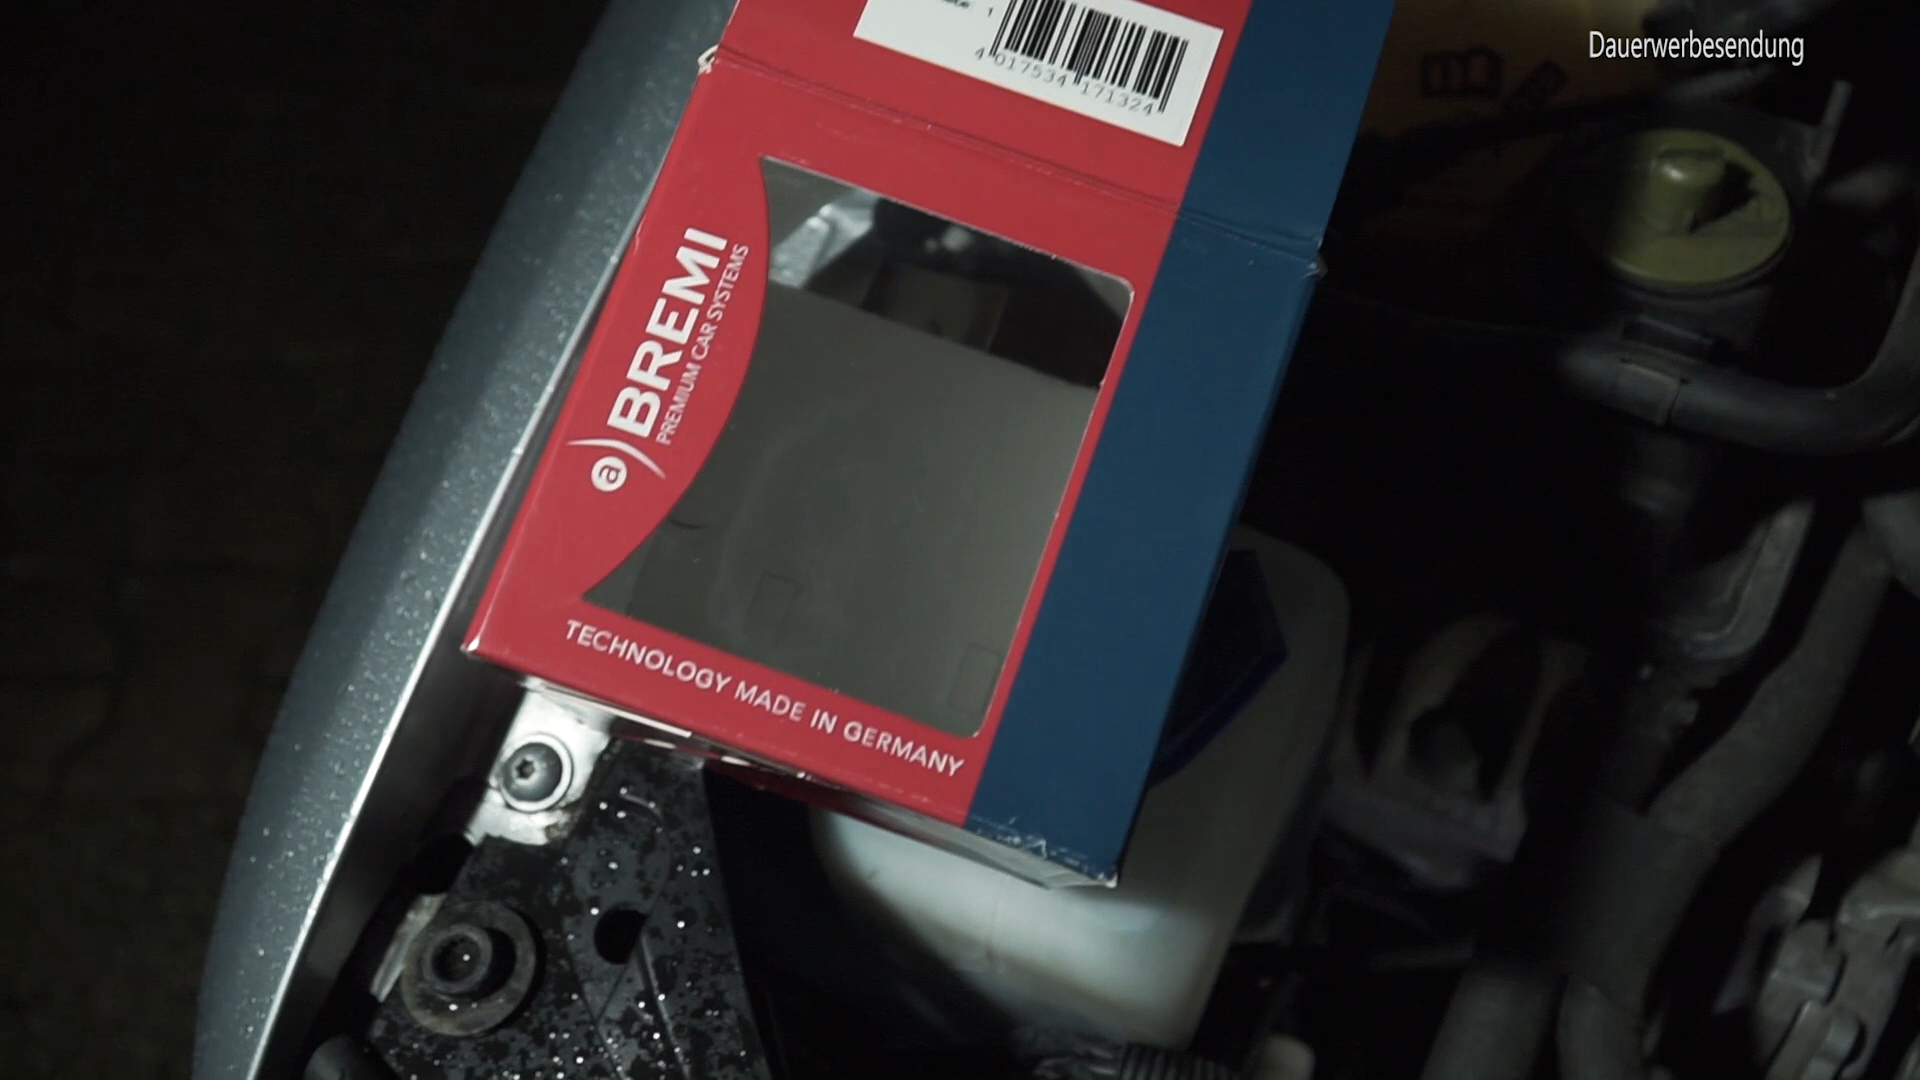 Dauerwerbesendung
4 017534 171324
BREMI
PREMIUM CAR SYSTEMS
a
TECHNOLOGY MADE IN GERMANY